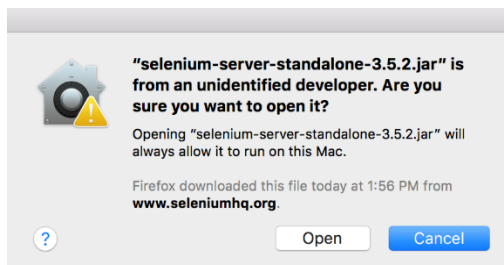 “selenium-server-standalone-3.5.2.jar” is
from an unidentified developer. Are you
sure you want to open it?
Opening “selenium-server-standalone-3.5.2.jar” will
always allow it to run on this Mac.
Firefox downloaded this file today at 1:56 PM from
www.seleniumhq.org.
?
Open
Cancel